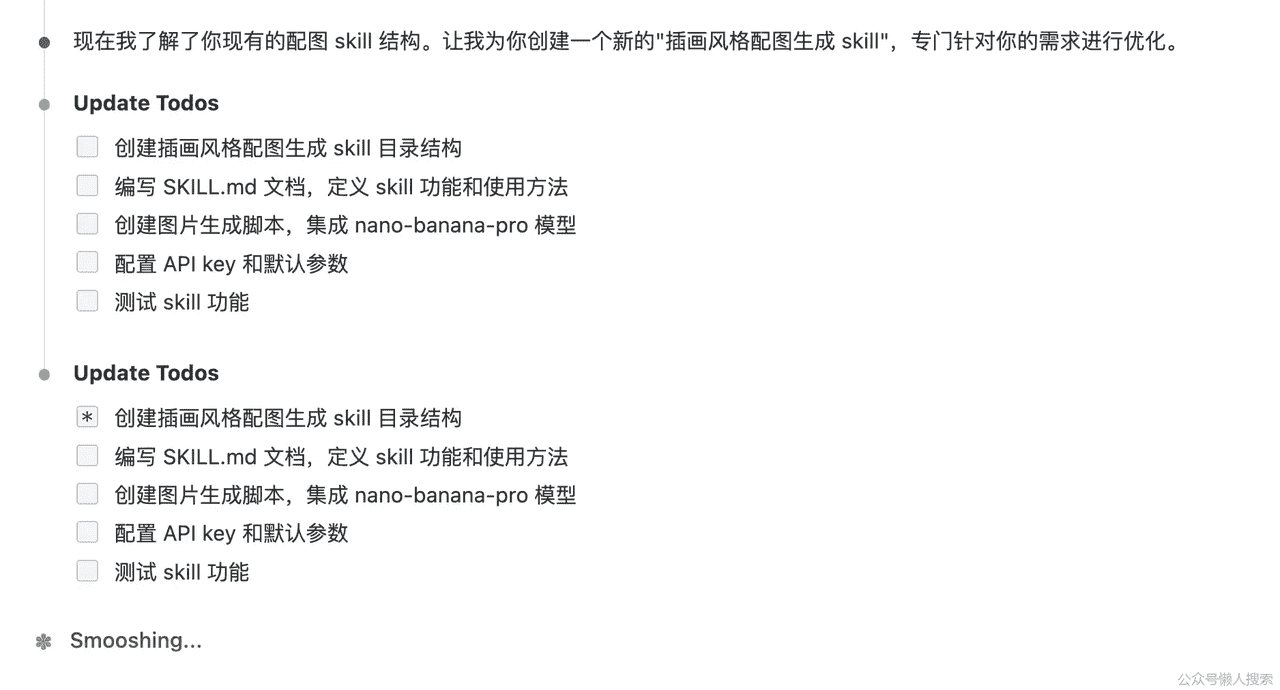 现在我了解了你现有的配图 skill 结构。让我为你创建一个新的"插画风格配图生成 skill"，专门针对你的需求进行优化。
Update Todos
创建插画风格配图生成 skill 目录结构
编写 SKILL.md 文档，定义 skill 功能和使用方法
创建图片生成脚本，集成 nano-banana-pro 模型
配置 API key 和默认参数
测试 skill 功能
Update Todos
* 创建插画风格配图生成 skill 目录结构
编写 SKILL.md 文档，定义 skill 功能和使用方法
创建图片生成脚本，集成 nano-banana-pro 模型
配置 API key 和默认参数
测试 skill 功能
Smooshing...
公众号懒人搜索